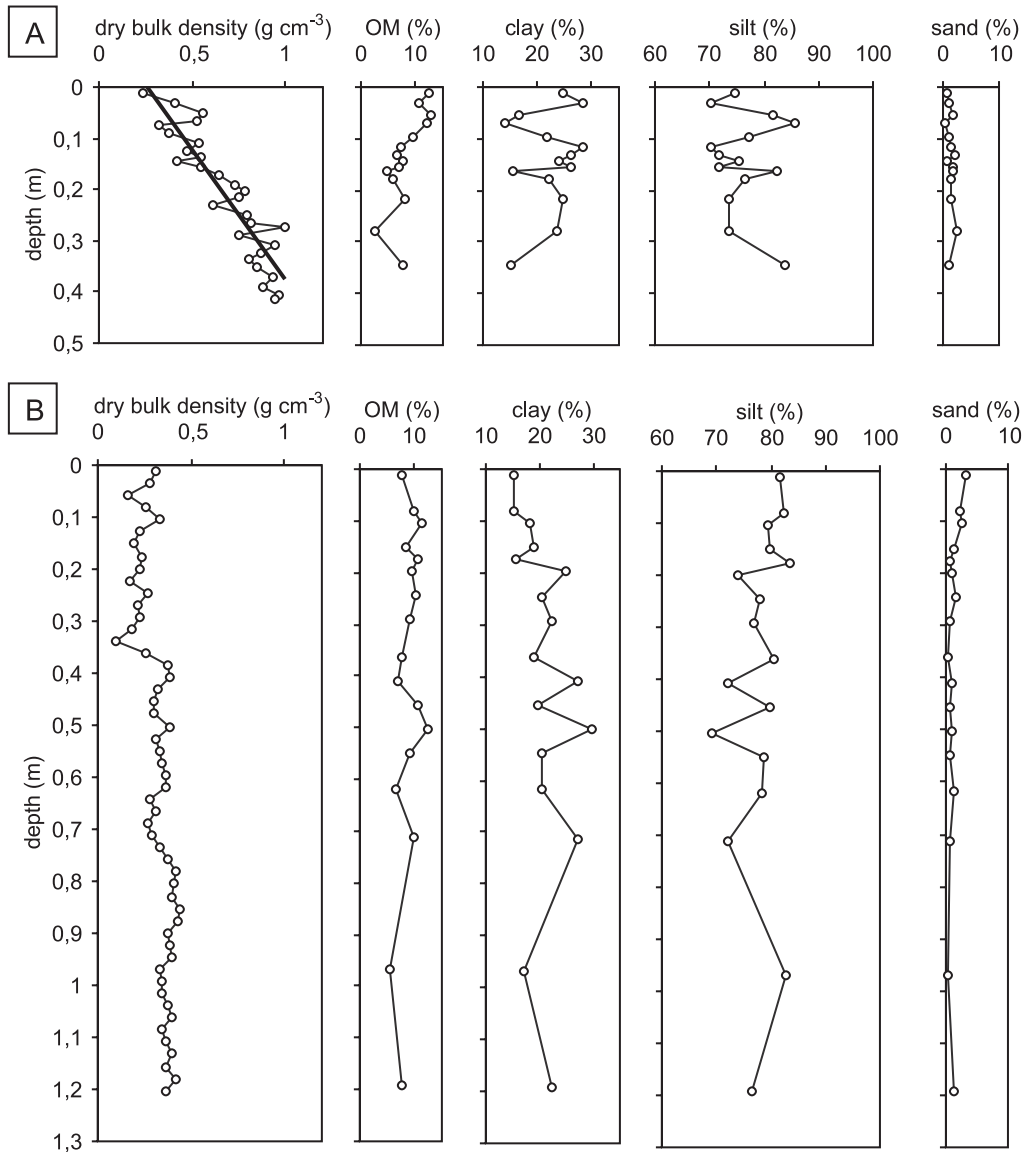 A
dry bulk density (g cm-3) OM (%) clay (%) silt (%) sand (%)
0 0,5 1 0 10 10 20 30 60 70 80 90 100 0 10
0
0,1
0,2
0,3
0,4
0,5
depth (m)
B
dry bulk density (g cm-3) OM (%) clay (%) silt (%) sand (%)
0 0,5 1 0 10 10 20 30 60 70 80 90 100 0 10
0
0,1
0,2
0,3
0,4
0,5
0,6
0,7
0,8
0,9
1
1,1
1,2
1,3
depth (m)